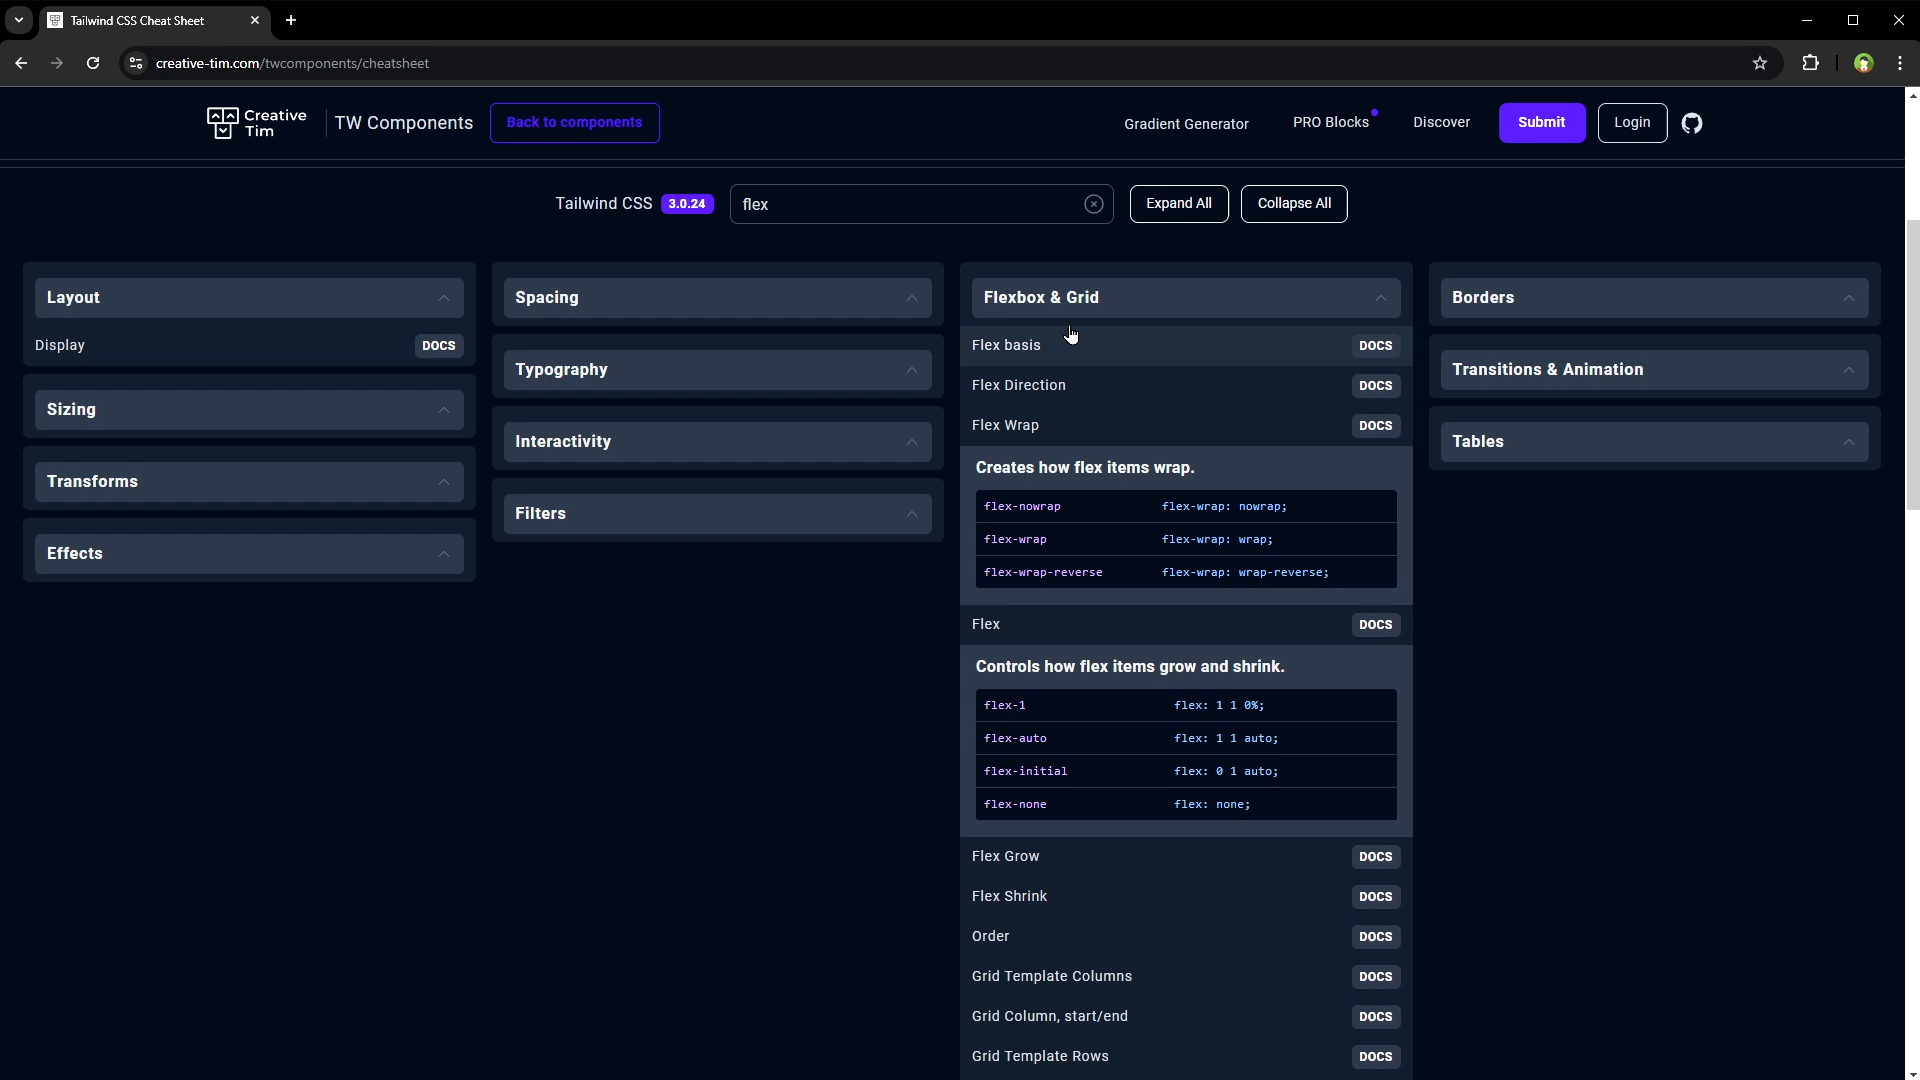 Tailwind CSS Cheat Sheet
creative-tim.com/twcomponents/cheatsheet
Creative
Tim
TW Components
Back to components
Gradient Generator
PRO Blocks
Discover
Submit
Login
Tailwind CSS 3.0.24
flex
Expand All
Collapse All
Layout
Display DOCS
Sizing
Transforms
Effects
Spacing
Typography
Interactivity
Filters
Flexbox & Grid
Flex basis DOCS
Flex Direction DOCS
Flex Wrap DOCS
Creates how flex items wrap.
flex-nowrap flex-wrap: nowrap;
flex-wrap flex-wrap: wrap;
flex-wrap-reverse flex-wrap: wrap-reverse;
Flex DOCS
Controls how flex items grow and shrink.
flex-1 flex: 1 1 0%;
flex-auto flex: 1 1 auto;
flex-initial flex: 0 1 auto;
flex-none flex: none;
Flex Grow DOCS
Flex Shrink DOCS
Order DOCS
Grid Template Columns DOCS
Grid Column, start/end DOCS
Grid Template Rows DOCS
Borders
Transitions & Animation
Tables